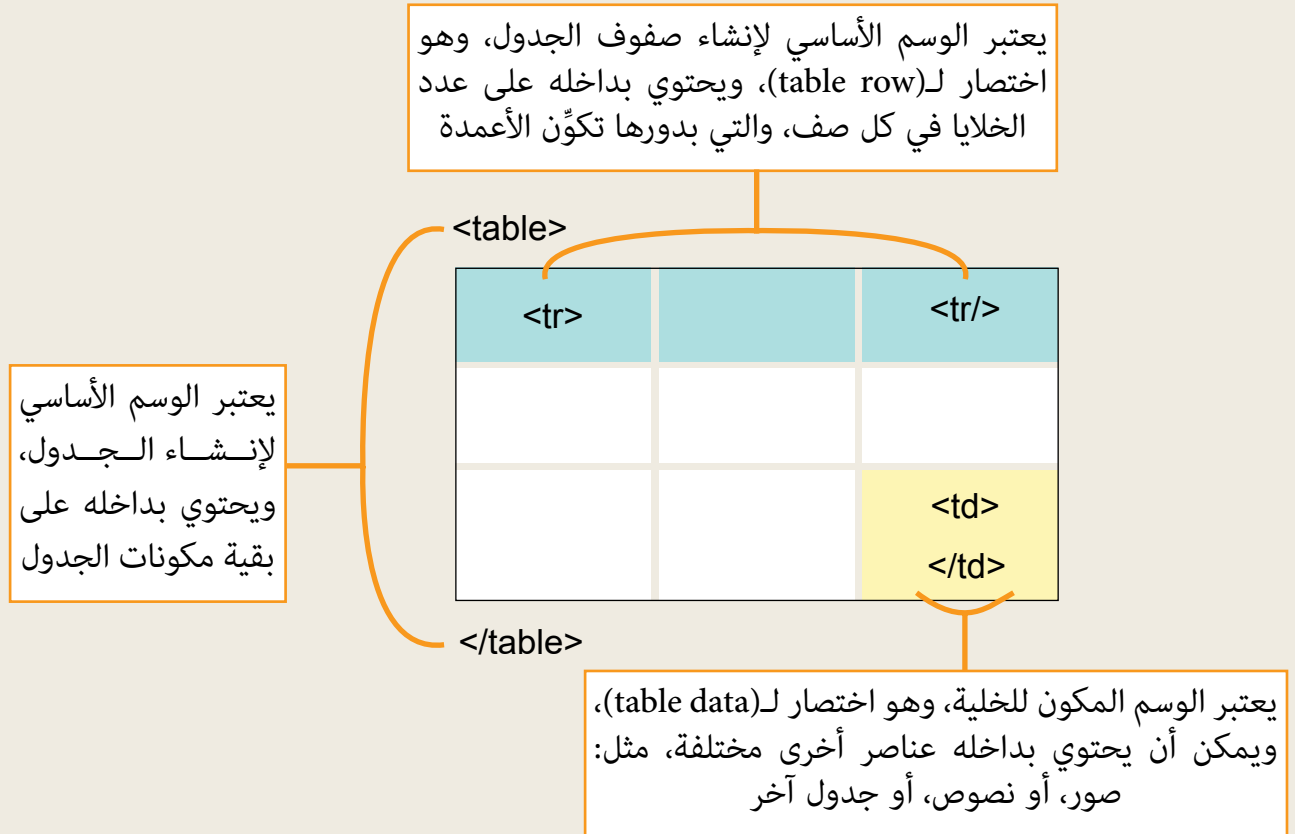 يعتبر الوسم الأساسي لإنشاء صفوف الجدول، وهو
اختصار لـ(table row)، ويحتوي بداخله على عدد
الخلايا في كل صف، والتي بدورها تكوِّن الأعمدة
<table>
<tr>
<tr/>
يعتبر الوسم الأساسي
لإنــشــاء الــجــدول،
ويحتوي بداخله على
بقية مكونات الجدول
<td>
</td>
</table>
يعتبر الوسم المكون للخلية، وهو اختصار لـ(table data)،
ويمكن أن يحتوي بداخله عناصر أخرى مختلفة، مثل:
صور، أو نصوص، أو جدول آخر